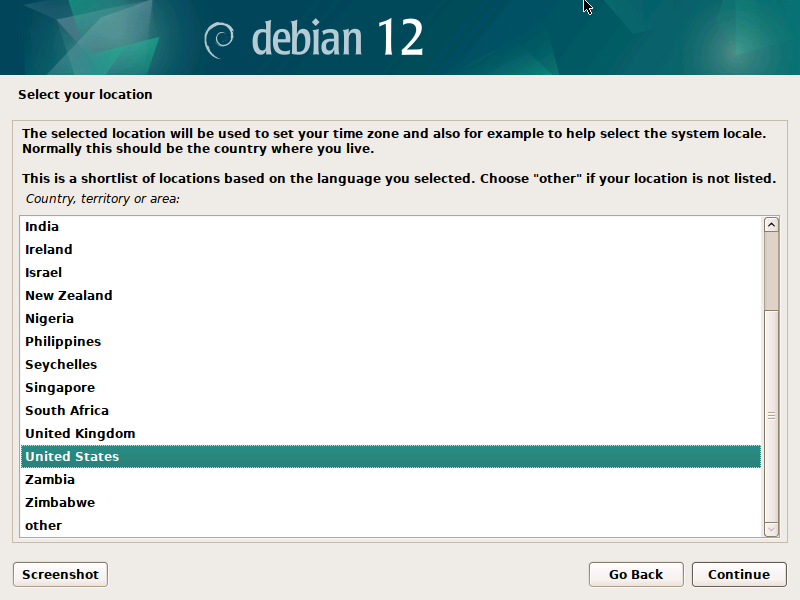 debian 12
Select your location
The selected location will be used to set your time zone and also for example to help select the system locale.
Normally this should be the country where you live.
This is a shortlist of locations based on the language you selected. Choose "other" if your location is not listed.
Country, territory or area:
India
Ireland
Israel
New Zealand
Nigeria
Philippines
Seychelles
Singapore
South Africa
United Kingdom
United States
Zambia
Zimbabwe
other
Screenshot
Go Back
Continue